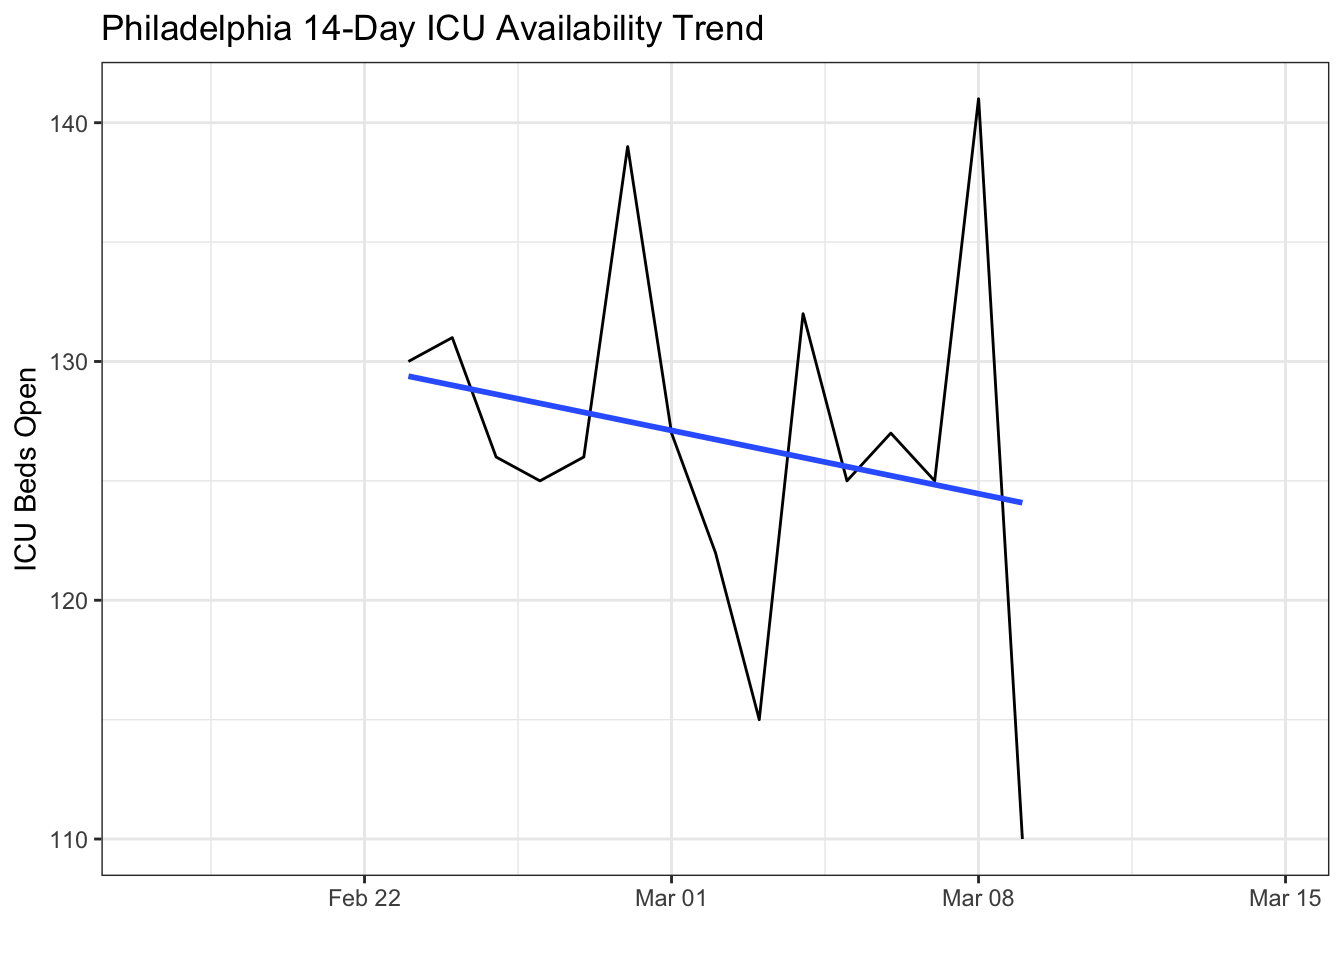 Philadelphia 14-Day ICU Availability Trend
ICU Beds Open
140
130
120
110
Feb 22
Mar 01
Mar 08
Mar 15